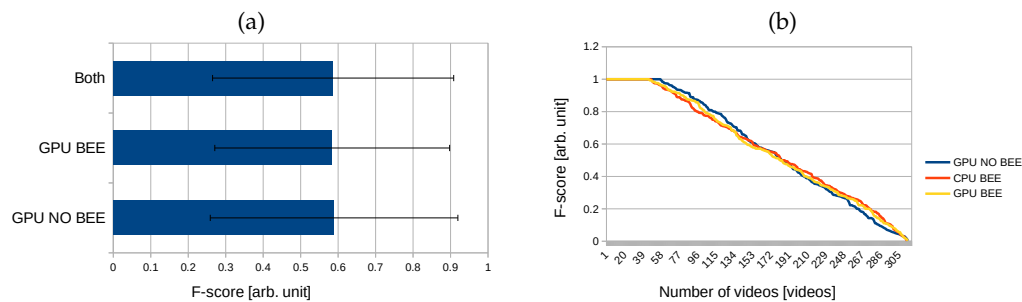 (a)
Both
GPU BEE
GPU NO BEE
0 0.1 0.2 0.3 0.4 0.5 0.6 0.7 0.8 0.9 1
F-score [arb. unit]
(b)
1.2
1
0.8
0.6
0.4
0.2
0
F-score [arb. unit]
1 20 39 58 77 96 115 134 153 172 191 210 229 248 267 286 305
Number of videos [videos]
GPU NO BEE
CPU BEE
GPU BEE